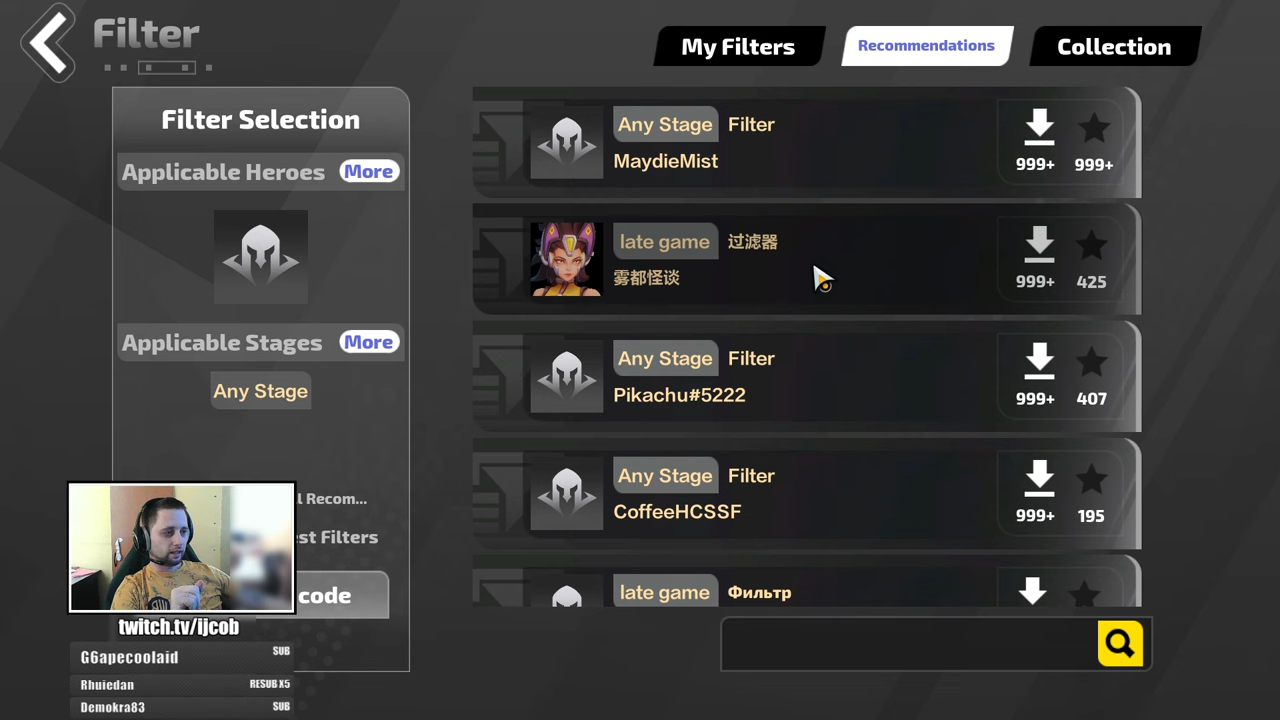 Filter
My Filters
Recommendations
Collection
Filter Selection
Applicable Heroes More
Applicable Stages More
Any Stage
l Recom...
est Filters
code
Any Stage Filter
MaydieMist
999+ 999+
late game 过滤器
雾都怪谈
999+ 425
Any Stage Filter
Pikachu#5222
999+ 407
Any Stage Filter
CoffeeHCSSF
999+ 195
late game Фильтр
twitch.tv/ijcob
G6apecoolaid SUB
Rhuiedan RESUB X5
Demokra83 SUB